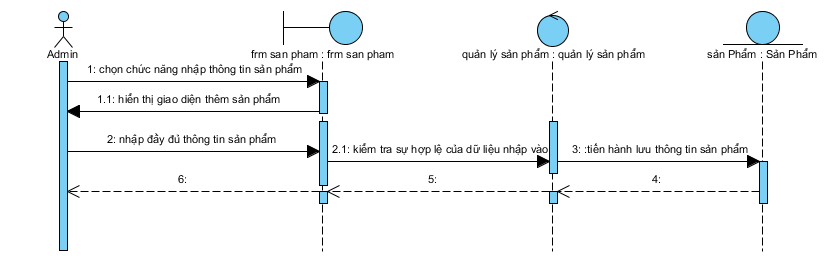 Admin
frm san pham : frm san pham
quản lý sản phẩm : quản lý sản phẩm
sản Phẩm : Sản Phẩm
1: chọn chức năng nhập thông tin sản phẩm
1.1: hiển thị giao diện thêm sản phẩm
2: nhập đầy đủ thông tin sản phẩm
2.1: kiểm tra sự hợp lệ của dữ liệu nhập vào
3: :tiến hành lưu thông tin sản phẩm
6:
5:
4: